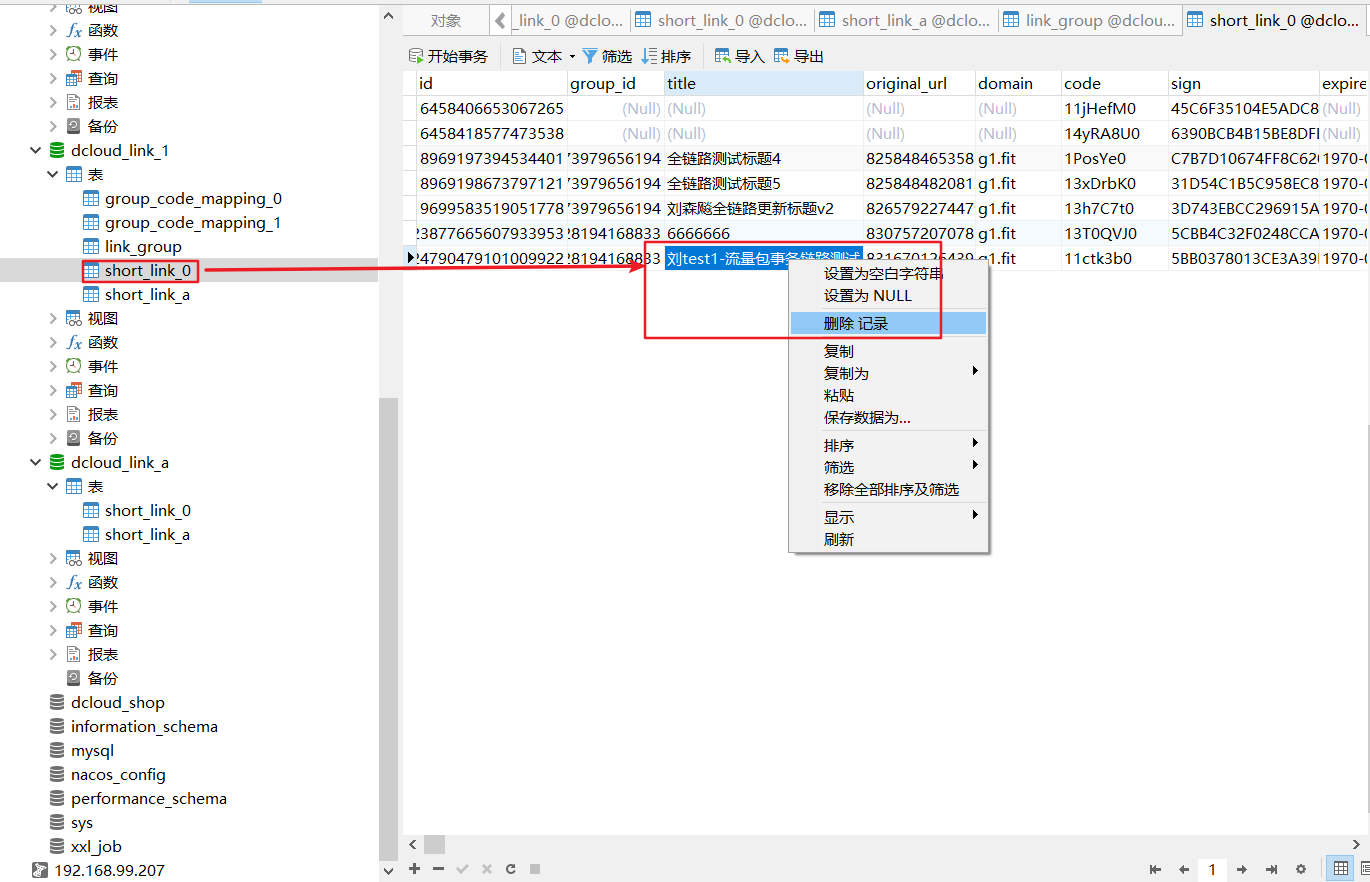 视图
函数
事件
查询
报表
备份
dcloud_link_1
表
group_code_mapping_0
group_code_mapping_1
link_group
short_link_0
short_link_a
视图
函数
事件
查询
报表
备份
dcloud_link_a
表
short_link_0
short_link_a
视图
函数
事件
查询
报表
备份
dcloud_shop
information_schema
mysql
nacos_config
performance_schema
sys
xxl_job
192.168.99.207
对象 _link_0 @dclo... short_link_0 @dclo... short_link_a @dclo... link_group @dclou... short_link_0 @dclo...
开始事务 文本 筛选 排序 导入 导出
id group_id title original_url domain code sign expire
6458406653067265 (Null) (Null) (Null) (Null) 11jHefM0 45C6F35104E5ADC8 (Null)
6458418577473538 (Null) (Null) (Null) (Null) 14yRA8U0 6390BCB4B15BE8DFI (Null)
8969197394534401 73979656194 全链路测试标题4 825848465358 g1.fit 1PosYe0 C7B7D10674FF8C620 1970-0
8969198673797121 73979656194 全链路测试标题5 825848482081 g1.fit 13xDrbK0 31D54C1B5C958EC8 1970-0
9699583519051778 73979656194 刘森飚全链路更新标题v2 826579227447 g1.fit 13h7C7t0 3D743EBCC296915A 1970-0
23877665607933953 28194168833 6666666 830757207078 g1.fit 13T0QVJ0 5CBB4C32F0248CCA 1970-0
24790479101009922 28194168833 刘test1-流量包事务链路测试 831670126439 g1.fit 11ctk3b0 5BB0378013CE3A39 1970-0
设置为空白字符串
设置为 NULL
删除 记录
复制
复制为
粘贴
保存数据为...
排序
筛选
移除全部排序及筛选
显示
刷新
1